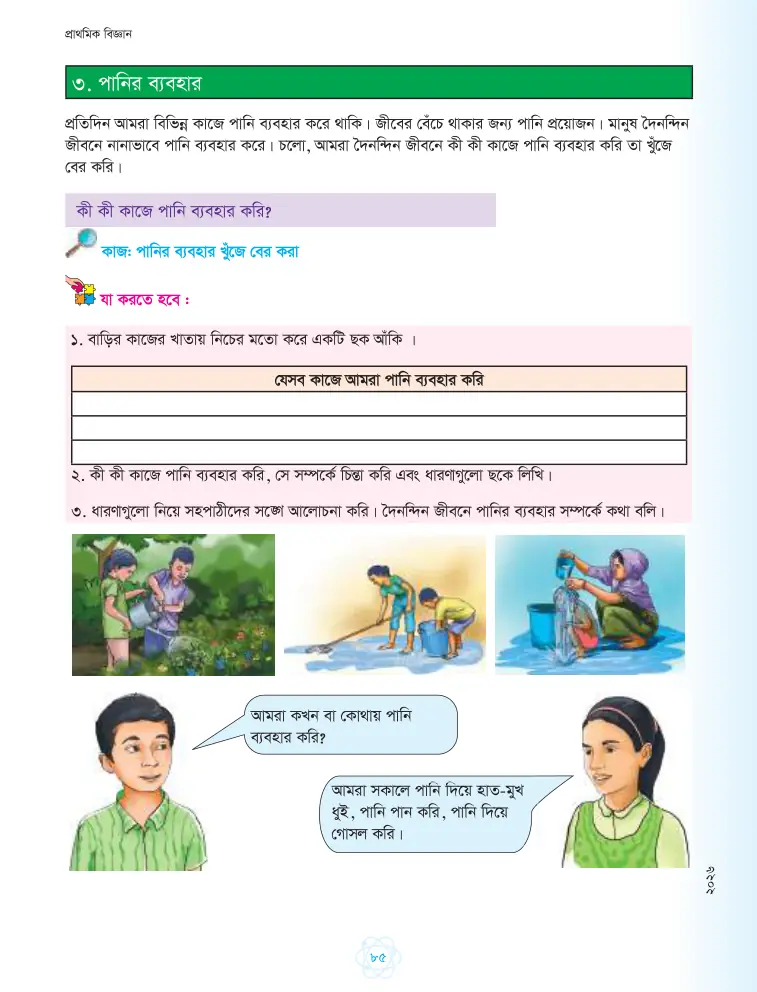 প্রাথমিক বিজ্ঞান
৩. পানির ব্যবহার
প্রতিদিন আমরা বিভিন্ন কাজে পানি ব্যবহার করে থাকি। জীবের বেঁচে থাকার জন্য পানি প্রয়োজন। মানুষ দৈনন্দিন
জীবনে নানাভাবে পানি ব্যবহার করে। চলো, আমরা দৈনন্দিন জীবনে কী কী কাজে পানি ব্যবহার করি তা খুঁজে
বের করি।
কী কী কাজে পানি ব্যবহার করি?
কাজ: পানির ব্যবহার খুঁজে বের করা
যা করতে হবে :
১. বাড়ির কাজের খাতায় নিচের মতো করে একটি ছক আঁকি ।
যেসব কাজে আমরা পানি ব্যবহার করি
২. কী কী কাজে পানি ব্যবহার করি, সে সম্পর্কে চিন্তা করি এবং ধারণাগুলো ছকে লিখি।
৩. ধারণাগুলো নিয়ে সহপাঠীদের সঙ্গে আলোচনা করি। দৈনন্দিন জীবনে পানির ব্যবহার সম্পর্কে কথা বলি।
আমরা কখন বা কোথায় পানি
ব্যবহার করি?
আমরা সকালে পানি দিয়ে হাত-মুখ
ধুই, পানি পান করি, পানি দিয়ে
গোসল করি।
২০২৬
৮৫